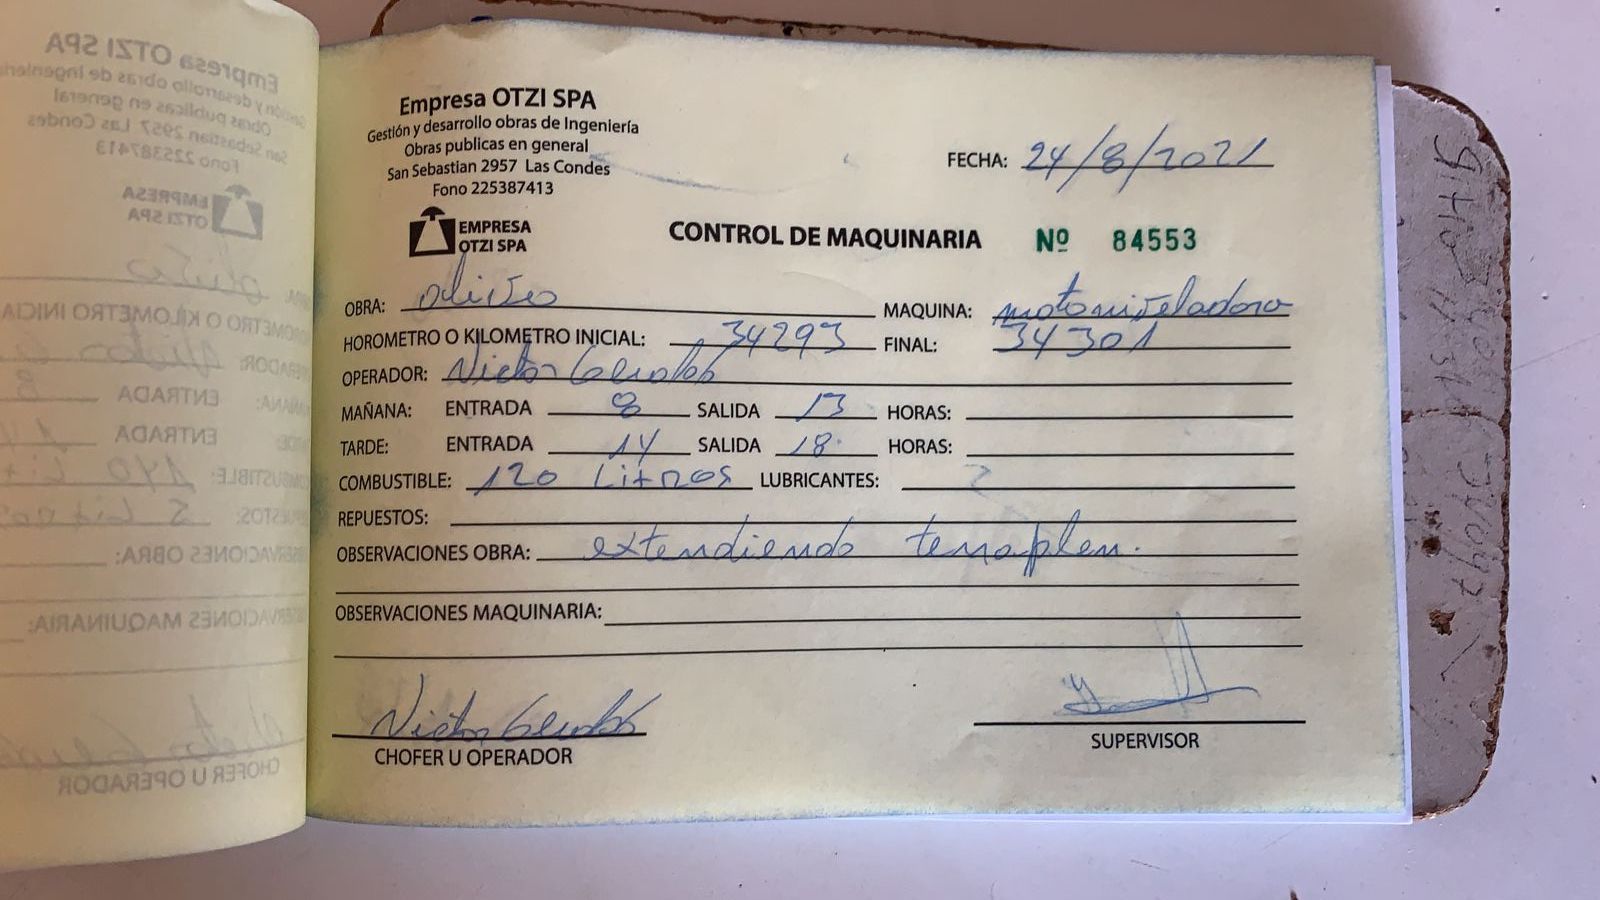 Empresa OTZI SPA
Gestión y desarrollo obras de Ingeniería
Obras publicas en general
San Sebastian 2957 Las Condes
Fono 225387413
FECHA: 24/8/2021
EMPRESA
OTZI SPA
CONTROL DE MAQUINARIA Nº 84553
OBRA: olivo MAQUINA: motoniveladora
HOROMETRO O KILOMETRO INICIAL: 34293 FINAL: 34301
OPERADOR: Victor
MAÑANA: ENTRADA 8 SALIDA 13 HORAS:
TARDE: ENTRADA 14 SALIDA 18 HORAS:
COMBUSTIBLE: 120 Litros LUBRICANTES:
REPUESTOS:
OBSERVACIONES OBRA: extendiendo terraplen.
OBSERVACIONES MAQUINARIA:
Victor
CHOFER U OPERADOR
SUPERVISOR